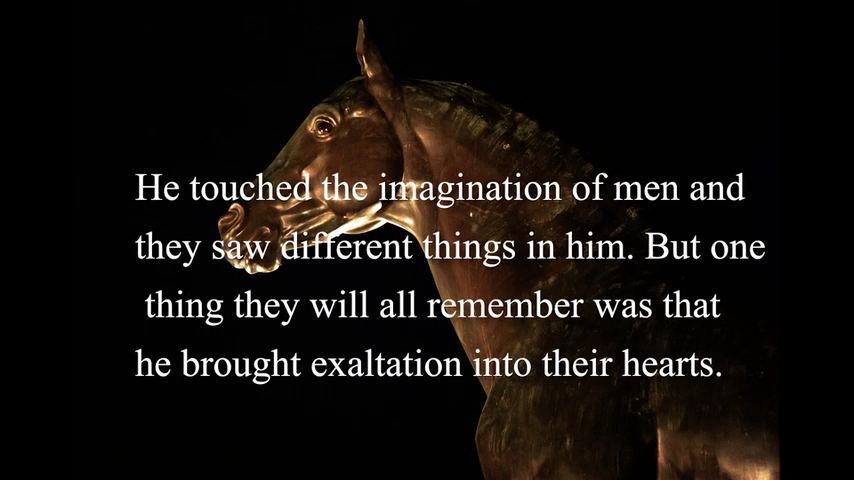 He touched the imagination of men and
they saw different things in him. But one
thing they will all remember was that
he brought exaltation into their hearts.